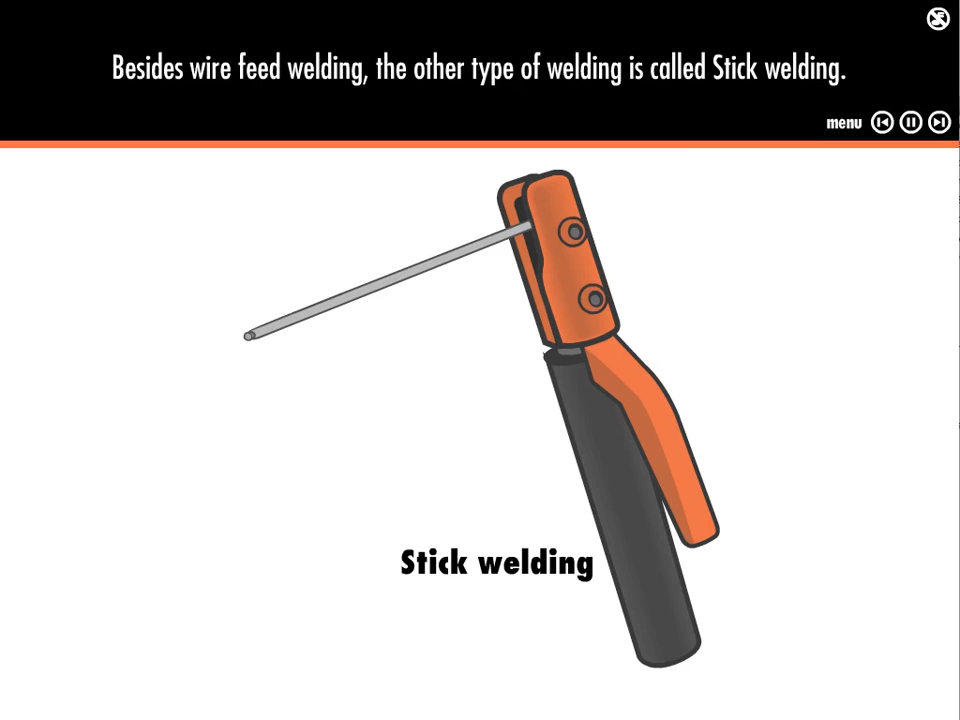 Besides wire feed welding, the other type of welding is called Stick welding.
menu
Stick welding